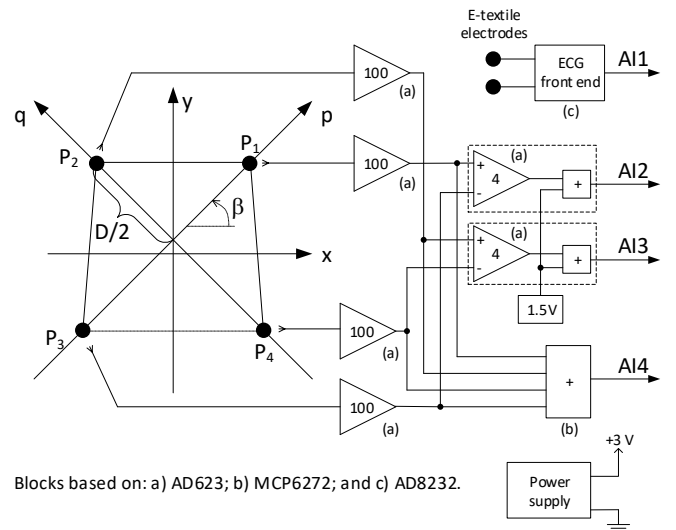 E-textile
electrodes
ECG
front end
(c)
AI1
100
(a)
q
y
p
P2
P1
100
(a)
(a)
+
4
-
+
AI2
D/2
β
(a)
+
4
-
+
AI3
x
1.5V
P3
P4
100
(a)
100
(a)
+
(b)
AI4
+3 V
Power
supply
Blocks based on: a) AD623; b) MCP6272; and c) AD8232.